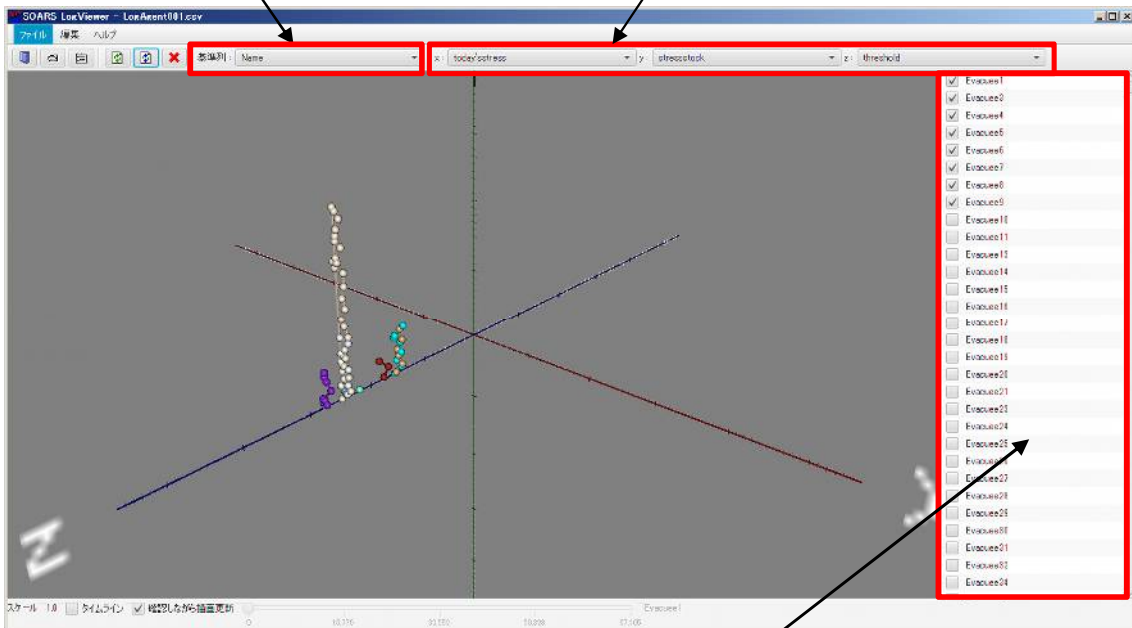 SOARS LogViewer - LogAgent001.csv
ファイル 編集 ヘルプ
基準列: Name x: today'sstress y: stressstock z: threshold
Evacuee1
Evacuee3
Evacuee4
Evacuee5
Evacuee6
Evacuee7
Evacuee8
Evacuee9
Evacuee10
Evacuee11
Evacuee13
Evacuee14
Evacuee15
Evacuee16
Evacuee17
Evacuee18
Evacuee19
Evacuee20
Evacuee21
Evacuee23
Evacuee24
Evacuee25
Evacuee27
Evacuee28
Evacuee29
Evacuee30
Evacuee31
Evacuee33
Evacuee34
Z
スケール 1.0 タイムライン 確認しながら描画更新 Evacuee1
0